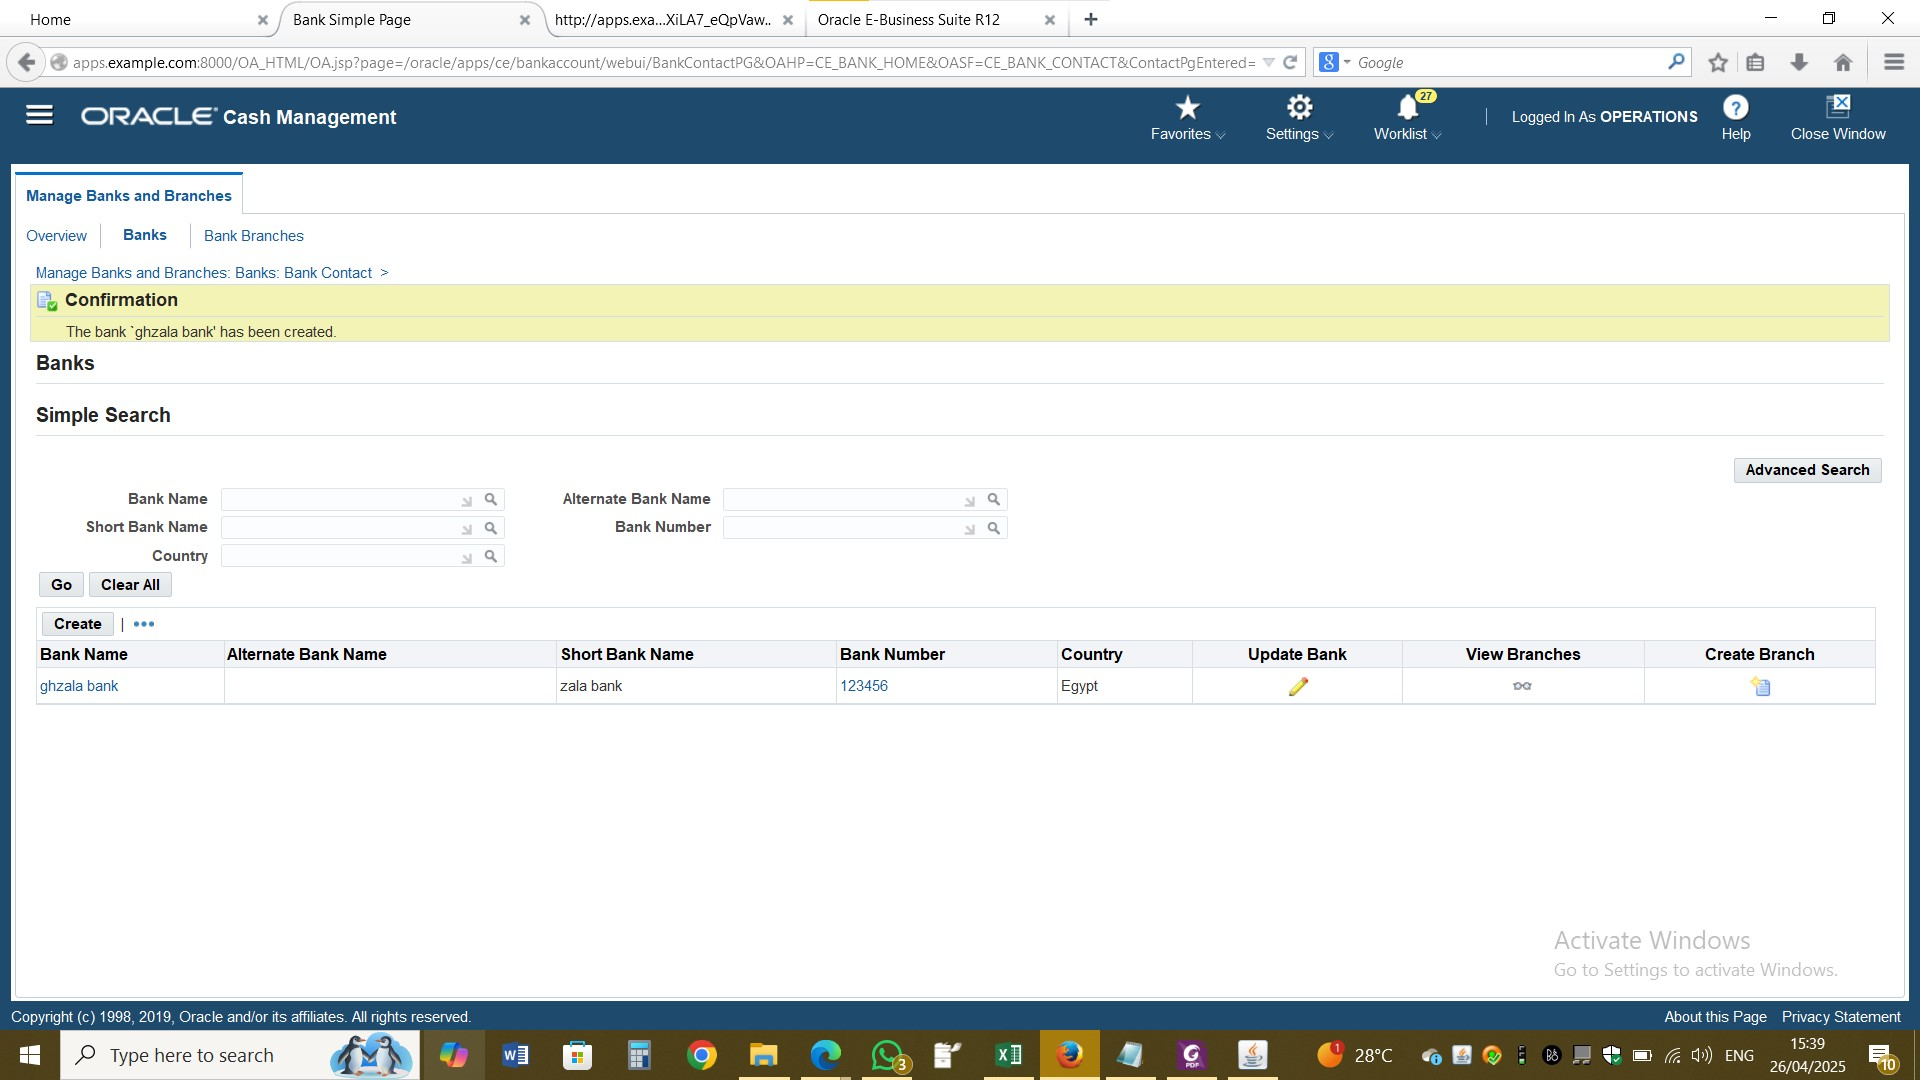 Home
Bank Simple Page
http://apps.exa...XiLA7_eQpVaw..
Oracle E-Business Suite R12
apps.example.com:8000/OA_HTML/OA.jsp?page=/oracle/apps/ce/bankaccount/webui/BankContactPG&OAHP=CE_BANK_HOME&OASF=CE_BANK_CONTACT&ContactPgEntered=
Google
ORACLE Cash Management
Favorites
Settings
27
Worklist
Logged In As OPERATIONS
Help
Close Window
Manage Banks and Branches
Overview
Banks
Bank Branches
Manage Banks and Branches: Banks: Bank Contact >
Confirmation
The bank `ghzala bank' has been created.
Banks
Simple Search
Advanced Search
Bank Name
Alternate Bank Name
Short Bank Name
Bank Number
Country
Go
Clear All
Create
Bank Name Alternate Bank Name Short Bank Name Bank Number Country Update Bank View Branches Create Branch
ghzala bank zala bank 123456 Egypt
Activate Windows
Go to Settings to activate Windows.
Copyright (c) 1998, 2019, Oracle and/or its affiliates. All rights reserved.
About this Page
Privacy Statement
Type here to search
3
1
28°C
ENG
15:39
26/04/2025
10